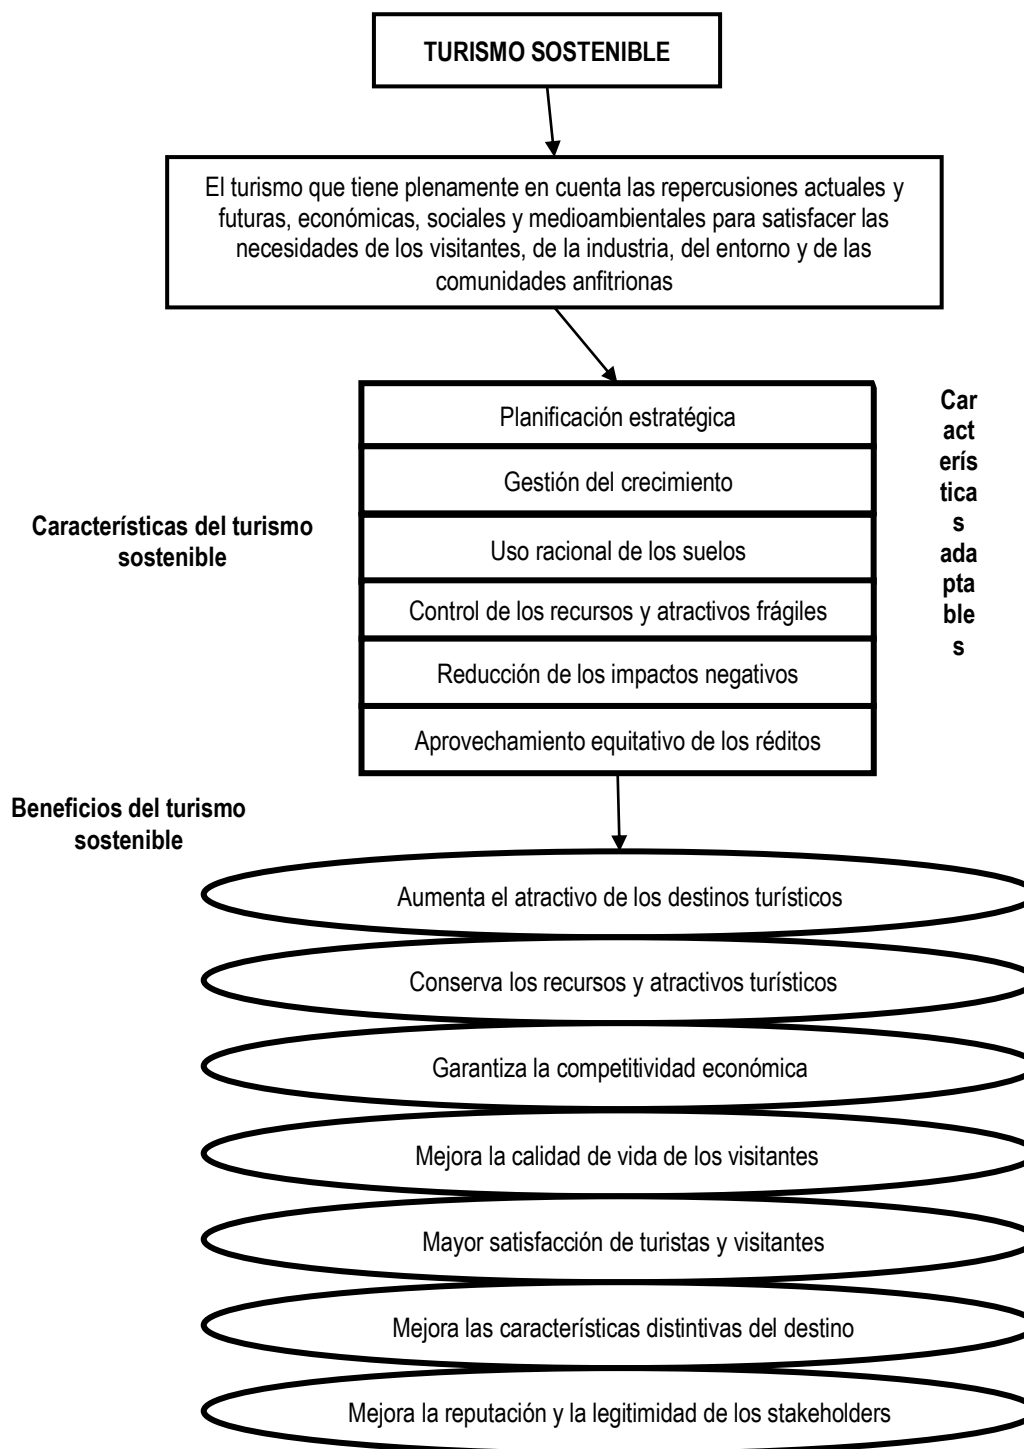 TURISMO SOSTENIBLE
El turismo que tiene plenamente en cuenta las repercusiones actuales y
futuras, económicas, sociales y medioambientales para satisfacer las
necesidades de los visitantes, de la industria, del entorno y de las
comunidades anfitrionas
Características del turismo
sostenible
Planificación estratégica
Gestión del crecimiento
Uso racional de los suelos
Control de los recursos y atractivos frágiles
Reducción de los impactos negativos
Aprovechamiento equitativo de los réditos
Car
act
erís
tica
s
ada
pta
ble
s
Beneficios del turismo
sostenible
Aumenta el atractivo de los destinos turísticos
Conserva los recursos y atractivos turísticos
Garantiza la competitividad económica
Mejora la calidad de vida de los visitantes
Mayor satisfacción de turistas y visitantes
Mejora las características distintivas del destino
Mejora la reputación y la legitimidad de los stakeholders